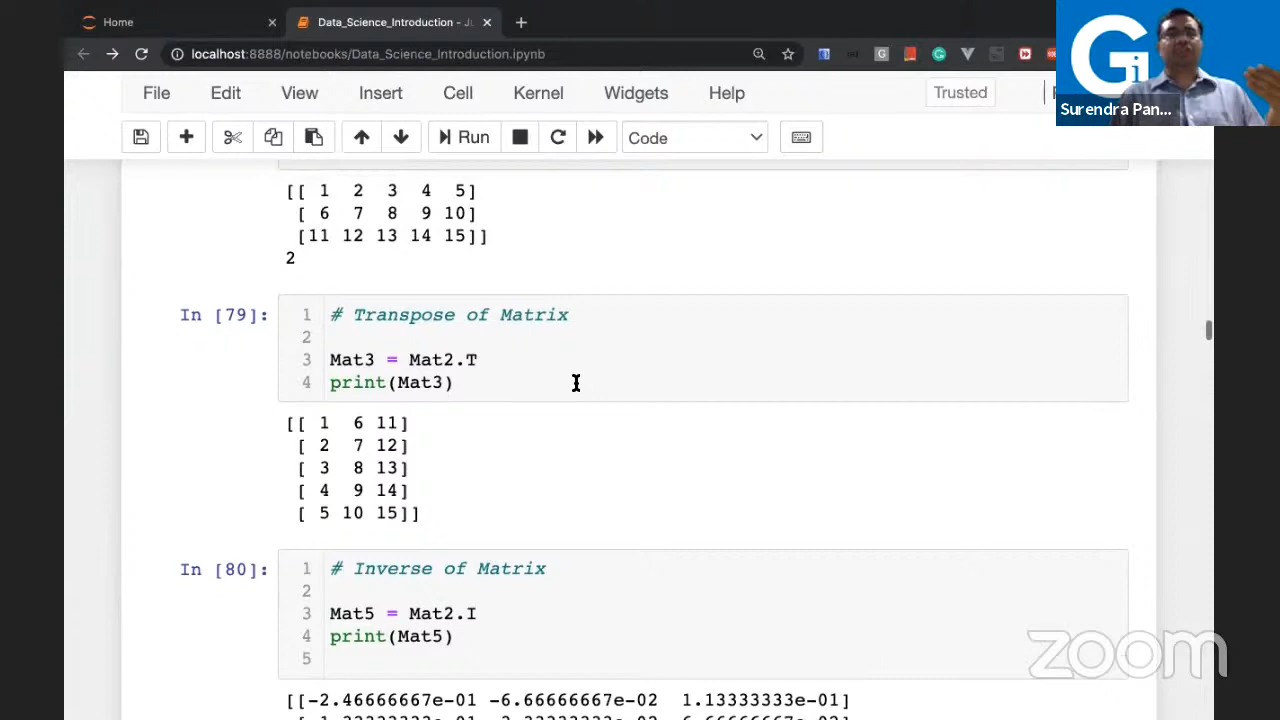 Home
Data_Science_Introduction - Ju
localhost:8888/notebooks/Data_Science_Introduction.ipynb
Gi
Surendra Pan...
File Edit View Insert Cell Kernel Widgets Help Trusted
Run Code
[[ 1 2 3 4 5]
[ 6 7 8 9 10]
[11 12 13 14 15]]
2
In [79]: 1 # Transpose of Matrix
2
3 Mat3 = Mat2.T
4 print(Mat3)
[[ 1 6 11]
[ 2 7 12]
[ 3 8 13]
[ 4 9 14]
[ 5 10 15]]
In [80]: 1 # Inverse of Matrix
2
3 Mat5 = Mat2.I
4 print(Mat5)
5
zoom
[[-2.46666667e-01 -6.66666667e-02 1.13333333e-01]